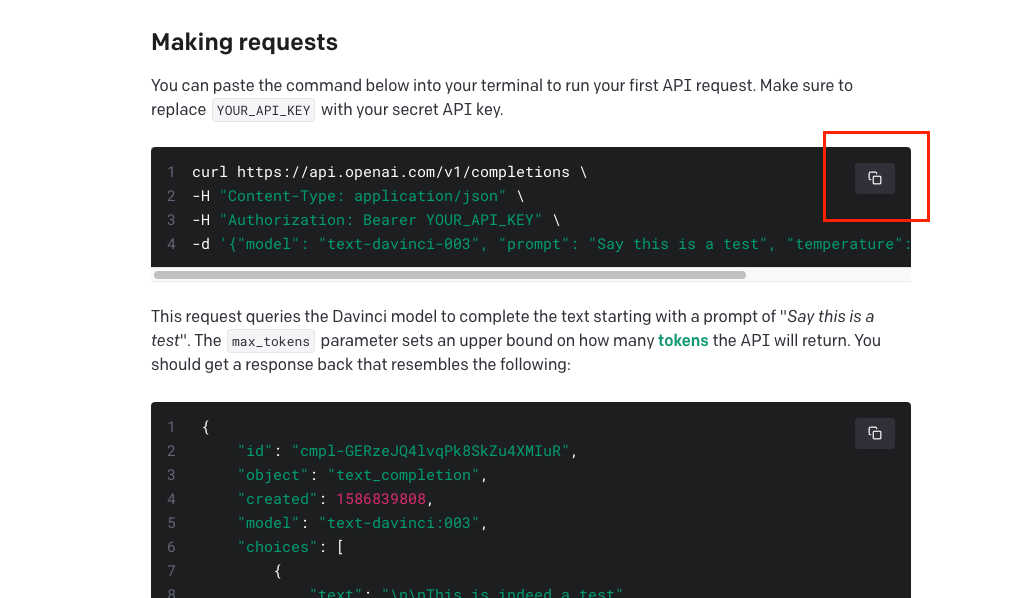 Making requests
You can paste the command below into your terminal to run your first API request. Make sure to
replace YOUR_API_KEY with your secret API key.
1 curl https://api.openai.com/v1/completions \
2 -H "Content-Type: application/json" \
3 -H "Authorization: Bearer YOUR_API_KEY" \
4 -d '{"model": "text-davinci-003", "prompt": "Say this is a test", "temperature":
This request queries the Davinci model to complete the text starting with a prompt of "Say this is a
test". The max_tokens parameter sets an upper bound on how many tokens the API will return. You
should get a response back that resembles the following:
1 {
2 "id": "cmpl-GERzeJQ4lvqPk8SkZu4XMIuR",
3 "object": "text_completion",
4 "created": 1586839808,
5 "model": "text-davinci:003",
6 "choices": [
7 {
8 "text": "\n\nThis is indeed a test"